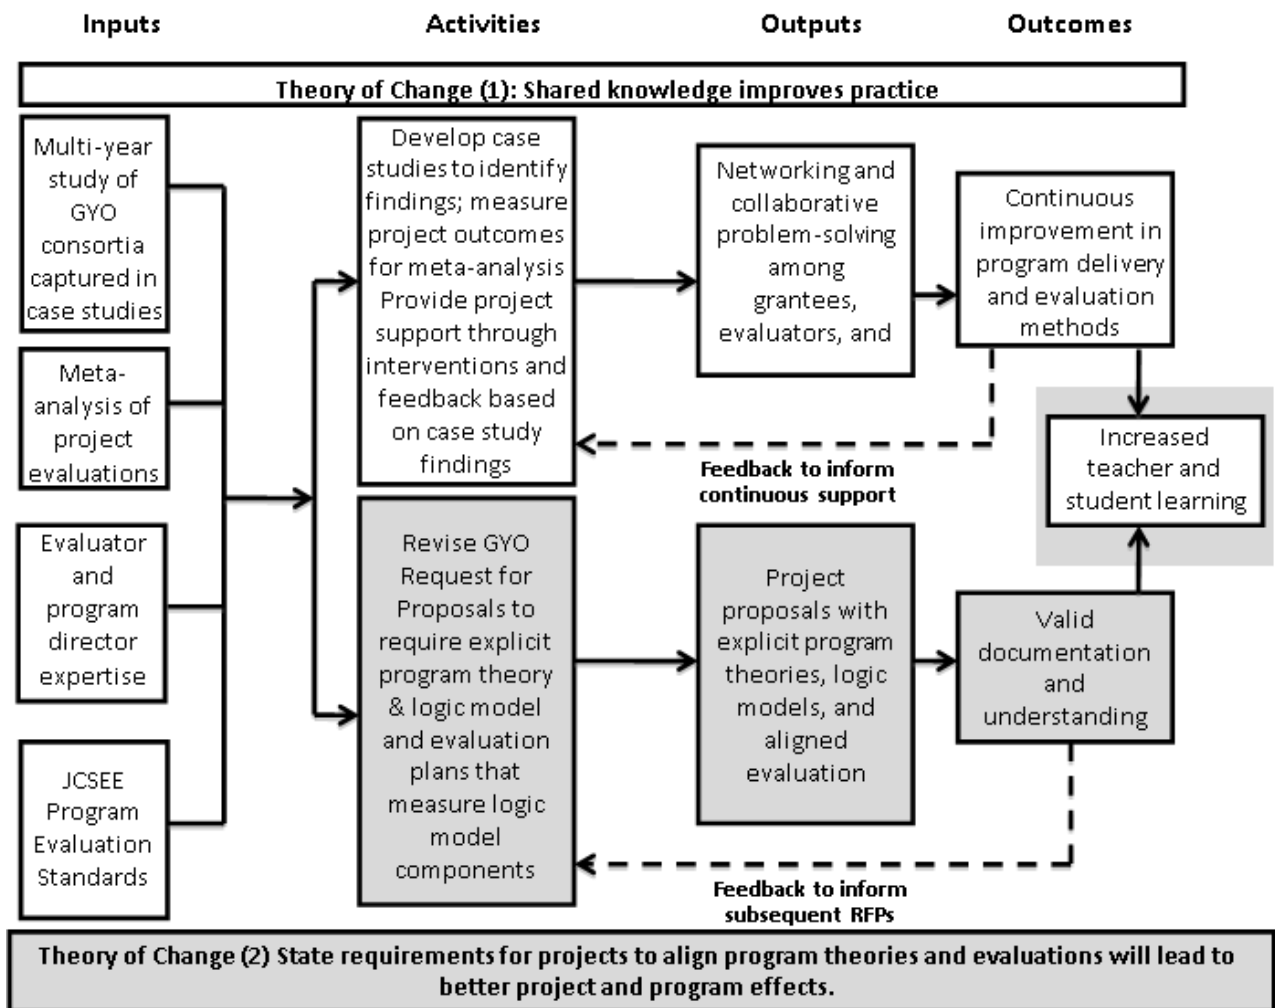 Inputs
Activities
Outputs
Outcomes
Theory of Change (1): Shared knowledge improves practice
Multi-year
study of
GYO
consortia
captured in
case studies
Meta-
analysis of
project
evaluations
Evaluator
and
program
director
expertise
JCSEE
Program
Evaluation
Standards
Develop case
studies to identify
findings; measure
project outcomes
for meta-analysis
Provide project
support through
interventions and
feedback based
on case study
findings
Revise GYO
Request for
Proposals to
require explicit
program theory
& logic model
and evaluation
plans that
measure logic
model
components
Networking and
collaborative
problem-solving
among
grantees,
evaluators, and
Feedback to inform
continuous support
Project
proposals with
explicit program
theories, logic
models, and
aligned
evaluation
Feedback to inform
subsequent RFPs
Continuous
improvement in
program delivery
and evaluation
methods
Increased
teacher and
student learning
Valid
documentation
and
understanding
Theory of Change (2) State requirements for projects to align program theories and evaluations will lead to
better project and program effects.